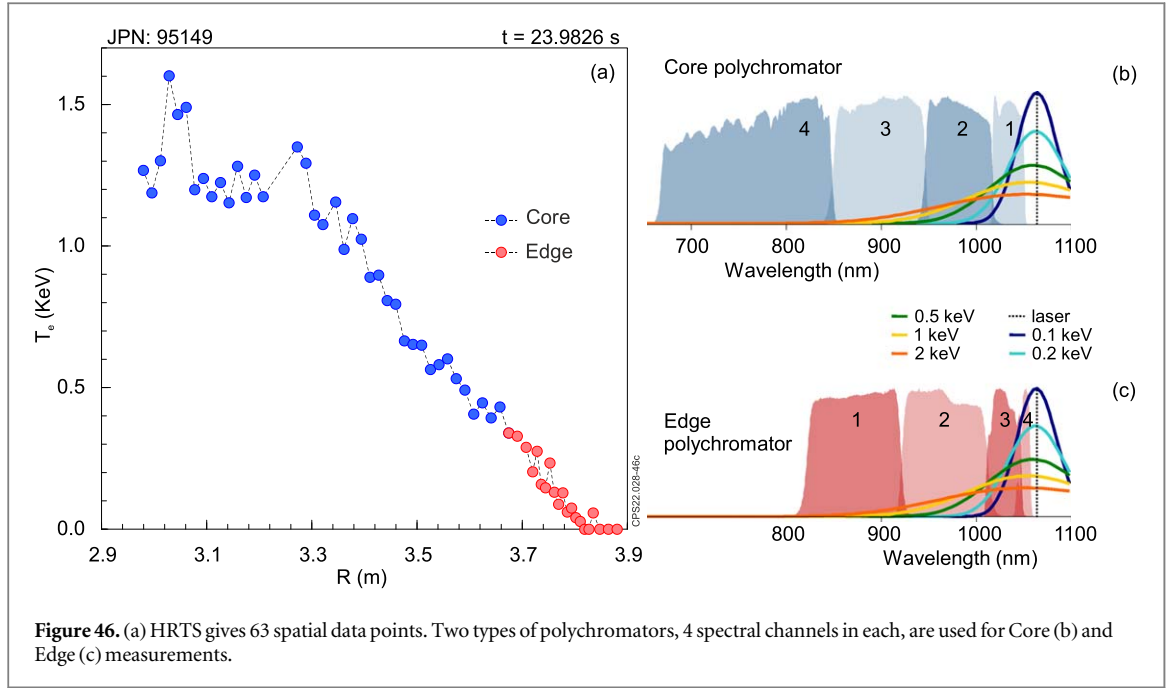 JPN: 95149
t = 23.9826 s
(a)
1.5
1.0
0.5
0.0
Te (KeV)
Core
Edge
2.9
3.1
3.3
3.5
3.7
3.9
R (m)
CPS22.028-46c
Core polychromator
(b)
4
3
2
1
700
800
900
1000
1100
Wavelength (nm)
0.5 keV
1 keV
2 keV
laser
0.1 keV
0.2 keV
(c)
Edge
polychromator
1
2
3
4
800
900
1000
1100
Wavelength (nm)
Figure 46. (a) HRTS gives 63 spatial data points. Two types of polychromators, 4 spectral channels in each, are used for Core (b) and
Edge (c) measurements.